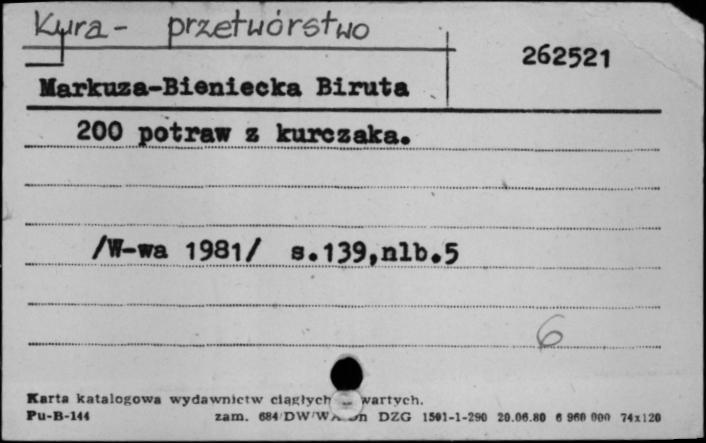 Kura - przetwórstwo
262521
Markuza-Bieniecka Biruta
200 potraw z kurczaka.
/W-wa 1981/ s.139,nlb.5
6
Karta katalogowa wydawnictw ciągłych wartych.
Pu-B-144 zam. 684/DW/W DZG 1501-1-290 20.06.80 6 960 000 74x120